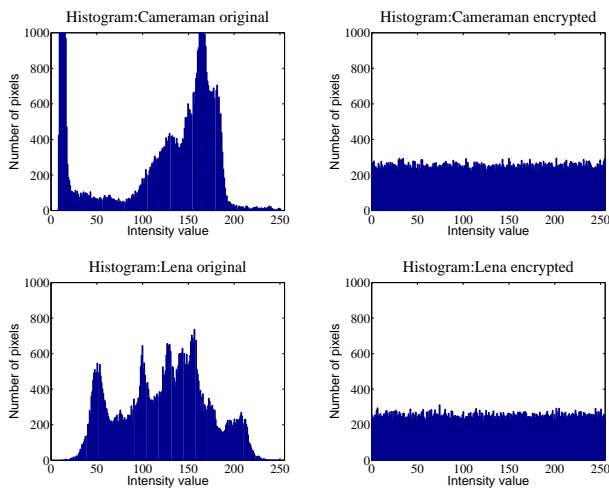 Histogram:Cameraman original
1000
800
600
400
200
0
Number of pixels
0 50 100 150 200 250
Intensity value
Histogram:Cameraman encrypted
1000
800
600
400
200
0
Number of pixels
0 50 100 150 200 250
Intensity value
Histogram:Lena original
1000
800
600
400
200
0
Number of pixels
0 50 100 150 200 250
Intensity value
Histogram:Lena encrypted
1000
800
600
400
200
0
Number of pixels
0 50 100 150 200 250
Intensity value